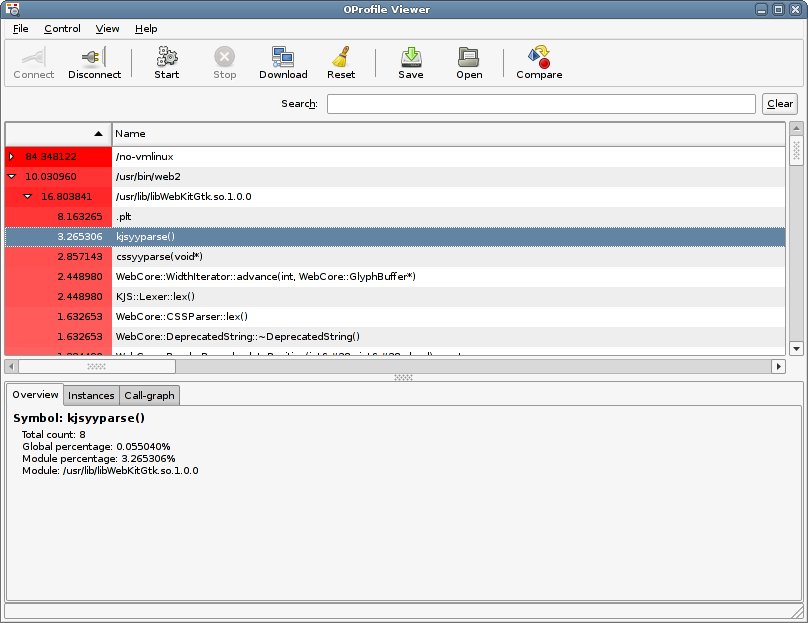 OProfile Viewer
File Control View Help
Connect Disconnect Start Stop Download Reset Save Open Compare
Search: Clear
Name
84.348122 /no-vmlinux
10.030960 /usr/bin/web2
16.803841 /usr/lib/libWebKitGtk.so.1.0.0
8.163265 .plt
3.265306 kjsyyparse()
2.857143 cssyyparse(void*)
2.448980 WebCore::WidthIterator::advance(int, WebCore::GlyphBuffer*)
2.448980 KJS::Lexer::lex()
1.632653 WebCore::CSSParser::lex()
1.632653 WebCore::DeprecatedString::~DeprecatedString()
Overview Instances Call-graph
Symbol: kjsyyparse()
Total count: 8
Global percentage: 0.055040%
Module percentage: 3.265306%
Module: /usr/lib/libWebKitGtk.so.1.0.0